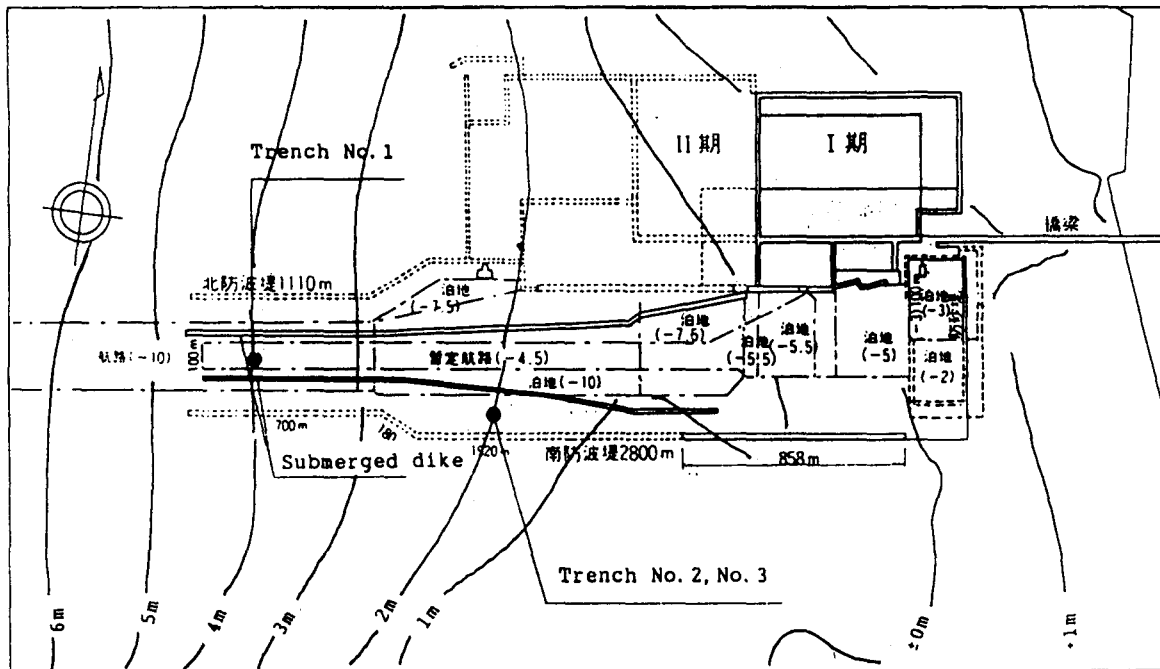 Trench No.1
II期
I期
橋梁
北防波堤1110m
泊地
(-7.5)
泊地
(-7.5)
泊地
(-5.5)
泊地
(-5.5)
泊地
(-5)
泊地
(-3)
泊地
(-2)
航路(-10)
100m
暫定航路(-4.5)
泊地(-10)
700m
180
1920m
南防波堤2800m
858m
Submerged dike
Trench No.2, No.3
6m
5m
4m
3m
2m
1m
±0m
+1m